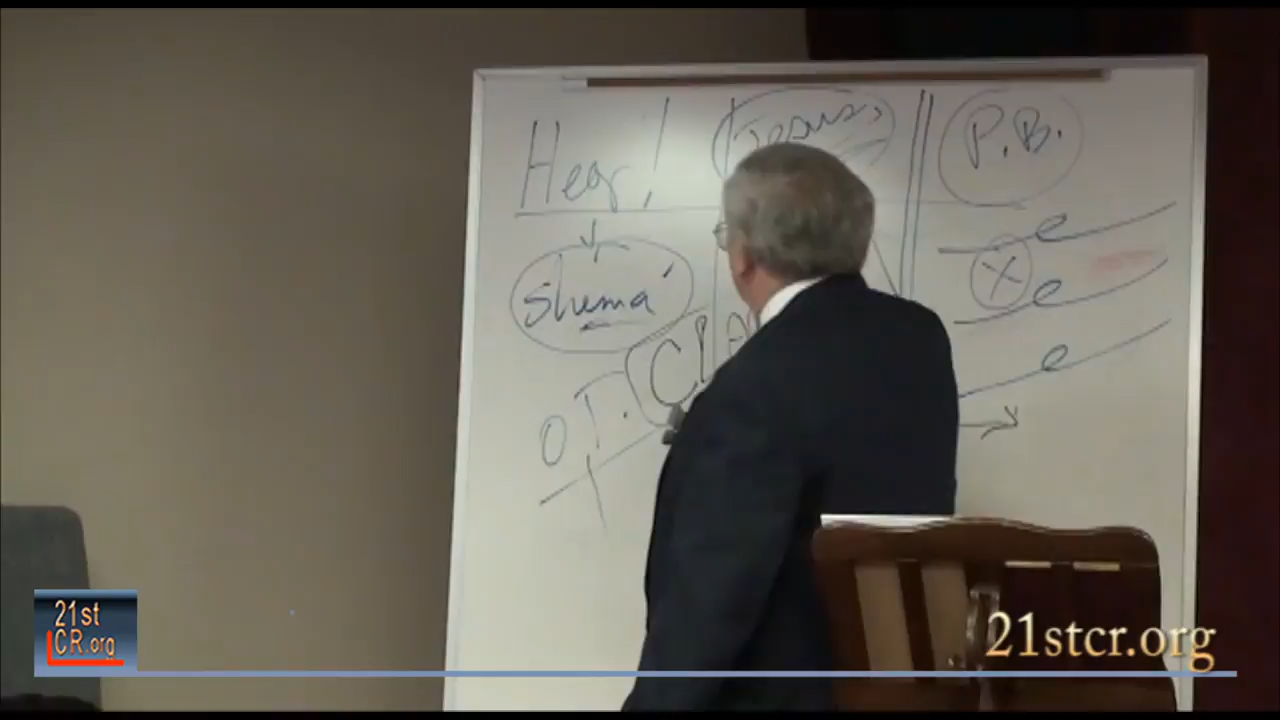 Hear!
Jesus,
P.B.
shema'
X
O.T.
21st
CR.org
21stcr.org